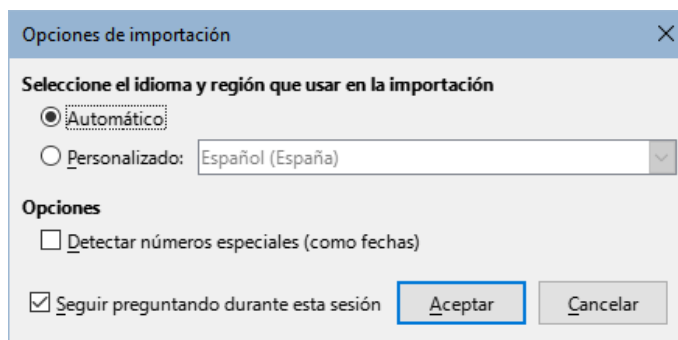 Opciones de importación
Seleccione el idioma y región que usar en la importación
Automático
Personalizado: Español (España)
Opciones
Detectar números especiales (como fechas)
Seguir preguntando durante esta sesión Aceptar Cancelar